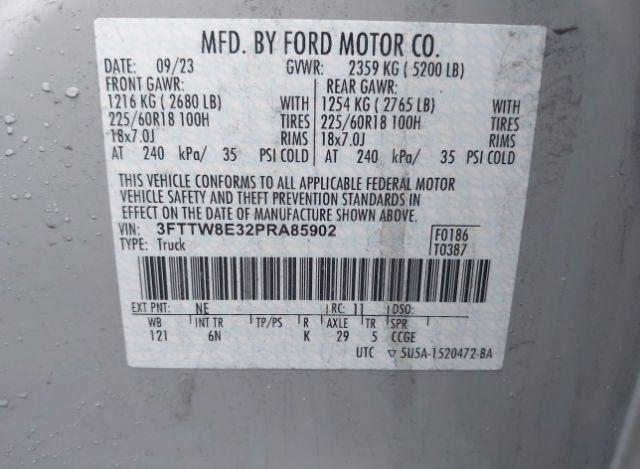 MFD. BY FORD MOTOR CO.
DATE: 09/23 GVWR: 2359 KG ( 5200 LB)
FRONT GAWR: REAR GAWR:
1216 KG ( 2680 LB) WITH 1254 KG ( 2765 LB) WITH
225/60R18 100H TIRES 225/60R18 100H TIRES
18x7.0J RIMS 18x7.0J RIMS
AT 240 kPa/ 35 PSI COLD AT 240 kPa/ 35 PSI COLD
THIS VEHICLE CONFORMS TO ALL APPLICABLE FEDERAL MOTOR
VEHICLE SAFETY AND THEFT PREVENTION STANDARDS IN
EFFECT ON THE DATE OF MANUFACTURE SHOWN ABOVE.
VIN: 3FTTW8E32PRA85902 F0186
TYPE: Truck T0387
EXT PNT: NE RC: 11 DSO:
WB INT TR TP/PS R AXLE TR SPR
121 6N K 29 5 CCGE
UTC ▽ 5U5A-1520472-BA